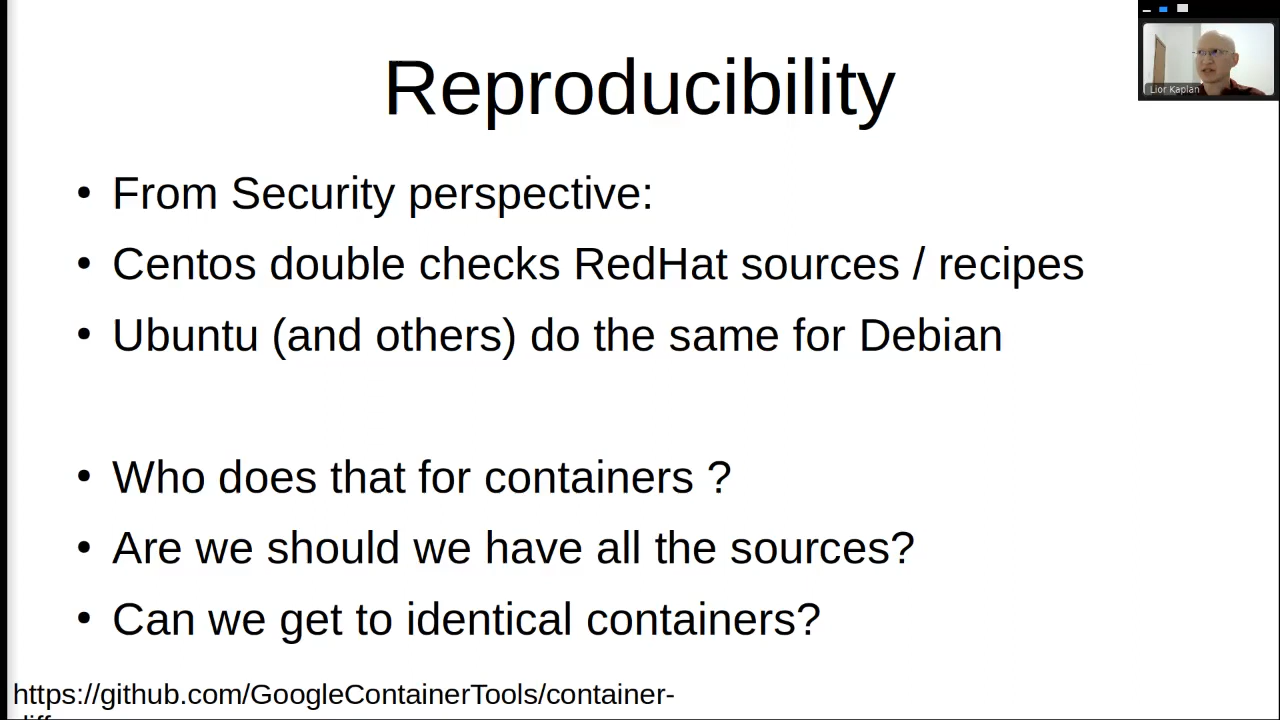 Reproducibility
Lior Kaplan
• From Security perspective:
• Centos double checks RedHat sources / recipes
• Ubuntu (and others) do the same for Debian
• Who does that for containers ?
• Are we should we have all the sources?
• Can we get to identical containers?
https://github.com/GoogleContainerTools/container-
diff